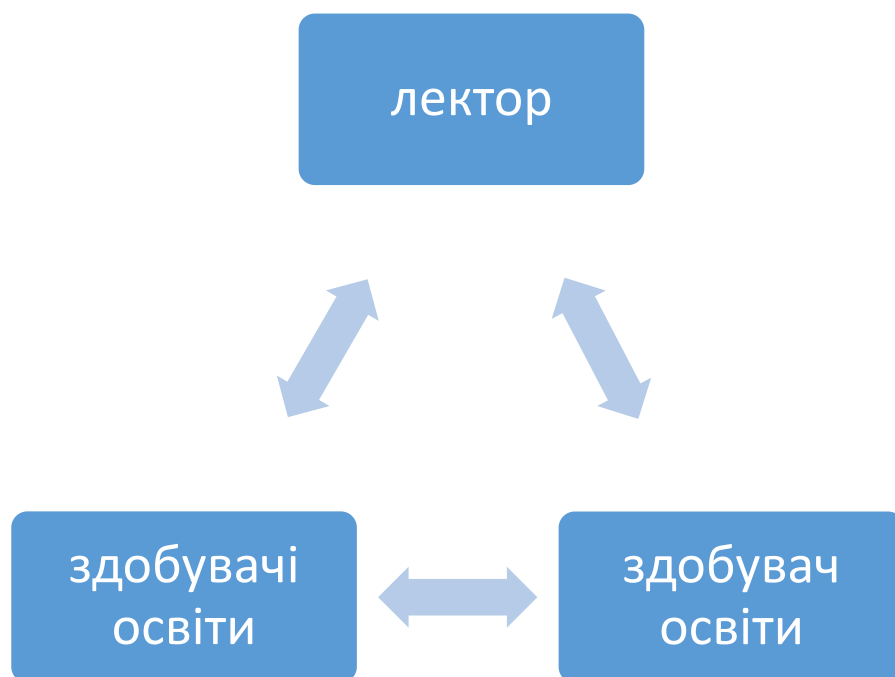 лектор
здобувачі
освіти
здобувач
освіти